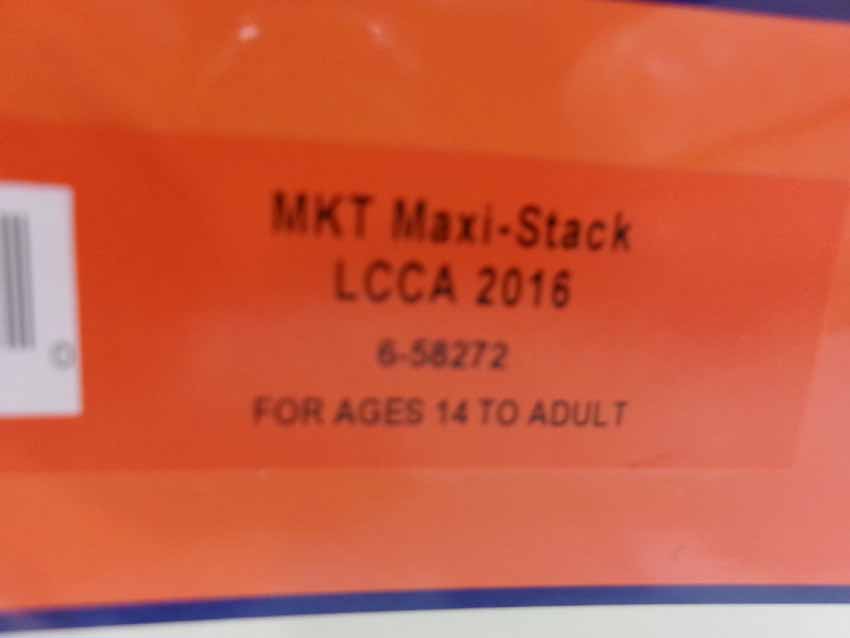 MKT Maxi-Stack
LCCA 2016
6-58272
FOR AGES 14 TO ADULT